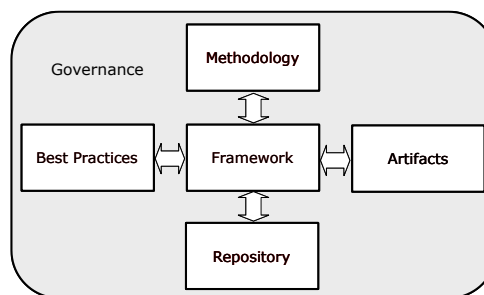 Governance
Methodology
Best Practices
Framework
Artifacts
Repository